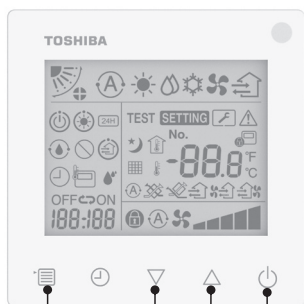 TOSHIBA
A
24H
TEST SETTING
No.
-88.8 °F °C
A
OFF ON
188:188
A